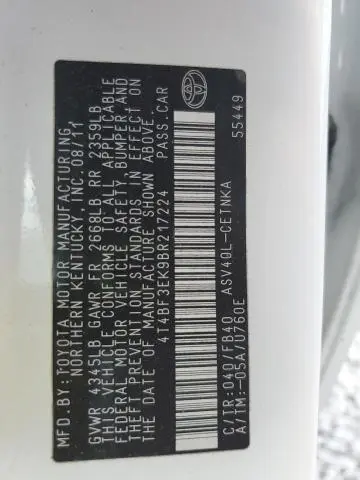 MFD.BY:TOYOTA MOTOR MANUFACTURING,
NORTHERN KENTUCKY, INC. 08/11
GVWR 4345LB GAWR FR 2668LB RR 2359LB
THIS VEHICLE CONFORMS TO ALL APPLICABLE
FEDERAL MOTOR VEHICLE SAFETY, BUMPER AND
THEFT PREVENTION STANDARDS IN EFFECT ON
THE DATE OF MANUFACTURE SHOWN ABOVE.
4T4BF3EK9BR217224 PASS.CAR
C/TR:040/FB40 ASV40L-CETNKA
A/TM:-05A/U760E 55449